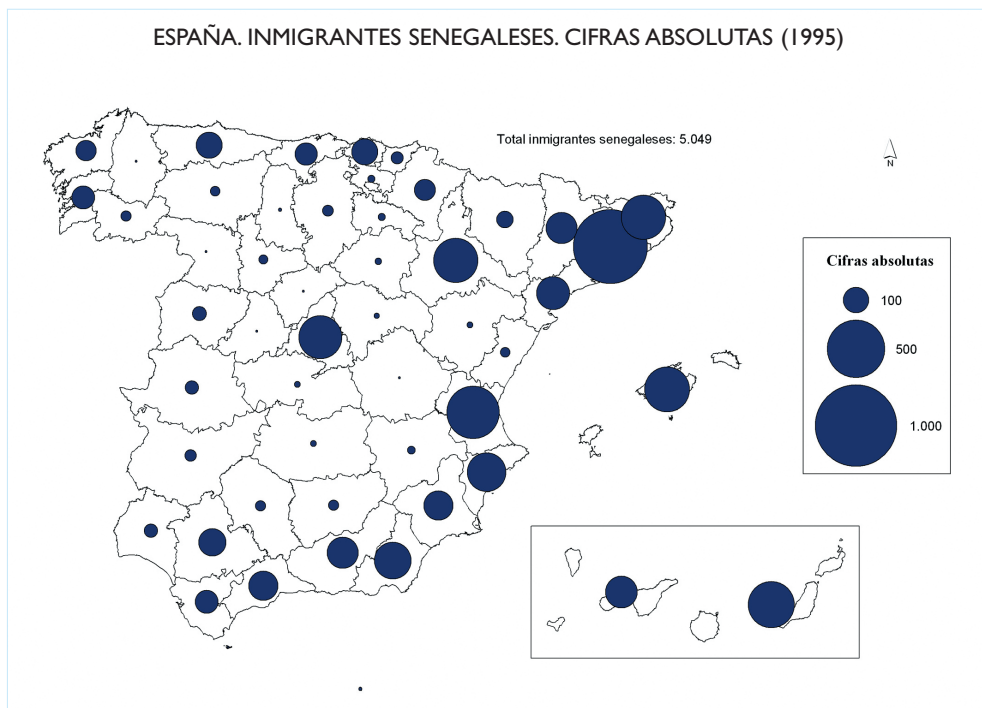 ESPAÑA. INMIGRANTES SENEGALESES. CIFRAS ABSOLUTAS (1995)
Total inmigrantes senegaleses: 5.049
N
Cifras absolutas
100
500
1.000